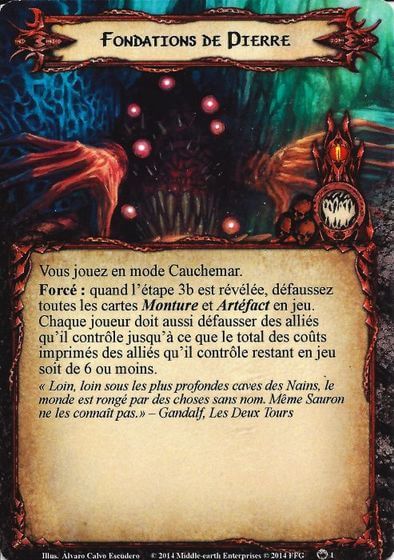 Fondations de Pierre
Vous jouez en mode Cauchemar.
Forcé : quand l'étape 3b est révélée, défaussez
toutes les cartes Monture et Artéfact en jeu.
Chaque joueur doit aussi défausser des alliés
qu'il contrôle jusqu'à ce que le total des coûts
imprimés des alliés qu'il contrôle restant en jeu
soit de 6 ou moins.
« Loin, loin sous les plus profondes caves des Nains, le
monde est rongé par des choses sans nom. Même Sauron
ne les connaît pas.» – Gandalf, Les Deux Tours
Illus. Álvaro Calvo Escudero © 2014 Middle-earth Enterprises © 2014 FFG 1